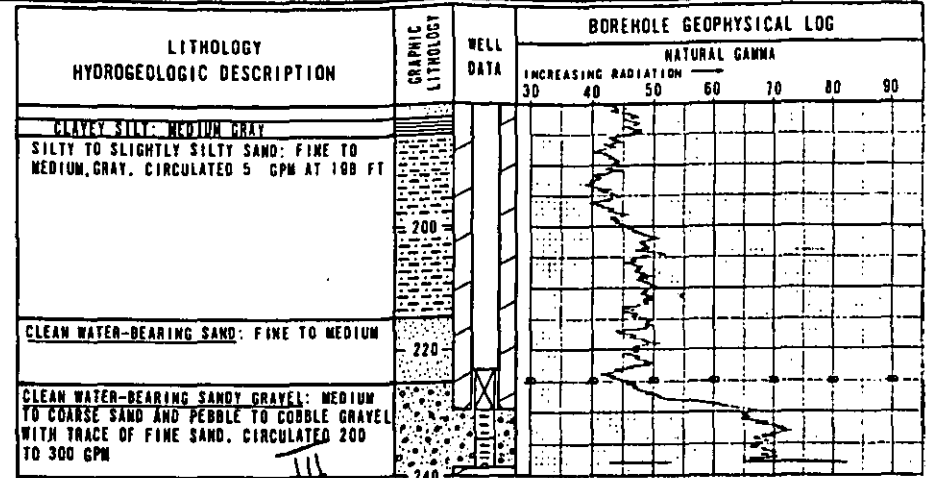 LITHOLOGY
HYDROGEOLOGIC DESCRIPTION
GRAPHIC
LITHOLOGY
WELL
DATA
BOREHOLE GEOPHYSICAL LOG
NATURAL GAMMA
INCREASING RADIATION →
30 40 50 60 70 80 90
CLAYEY SILT: MEDIUM GRAY
SILTY TO SLIGHTLY SILTY SAND: FINE TO
MEDIUM, GRAY. CIRCULATED 5 GPM AT 198 FT
200
CLEAN WATER-BEARING SAND: FINE TO MEDIUM
220
CLEAN WATER-BEARING SANDY GRAVEL: MEDIUM
TO COARSE SAND AND PEBBLE TO COBBLE GRAVEL
WITH TRACE OF FINE SAND. CIRCULATED 200
TO 300 GPM
240